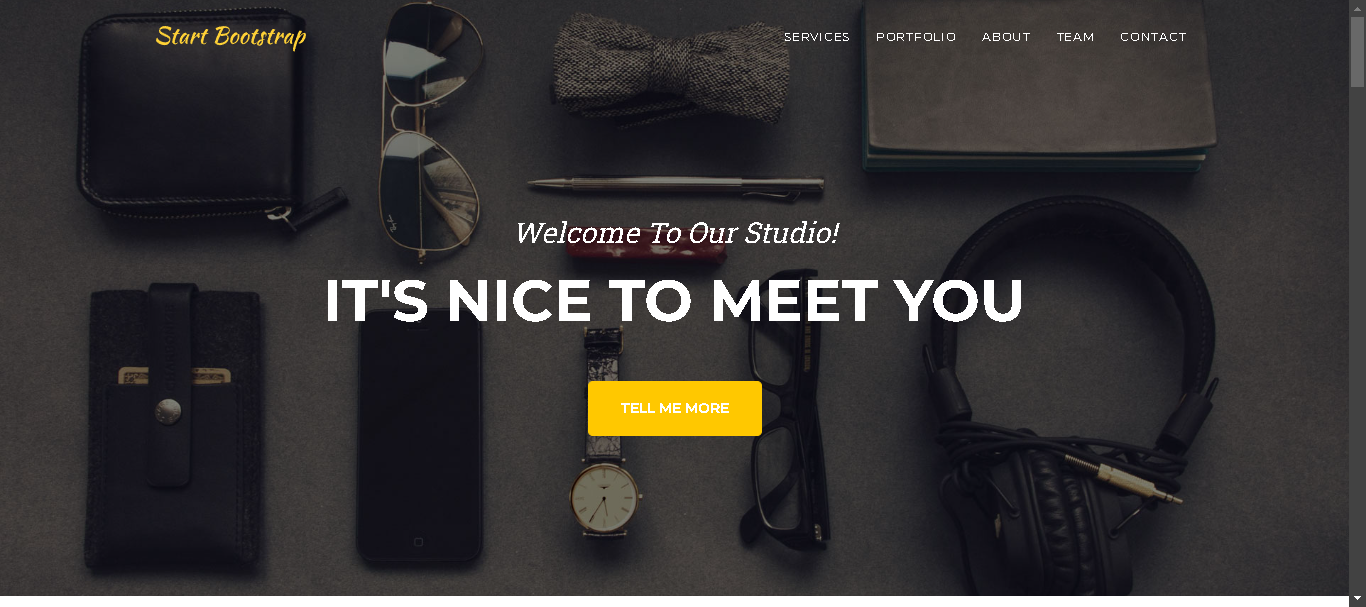 Start Bootstrap
SERVICES PORTFOLIO ABOUT TEAM CONTACT
Welcome To Our Studio!
IT'S NICE TO MEET YOU
TELL ME MORE